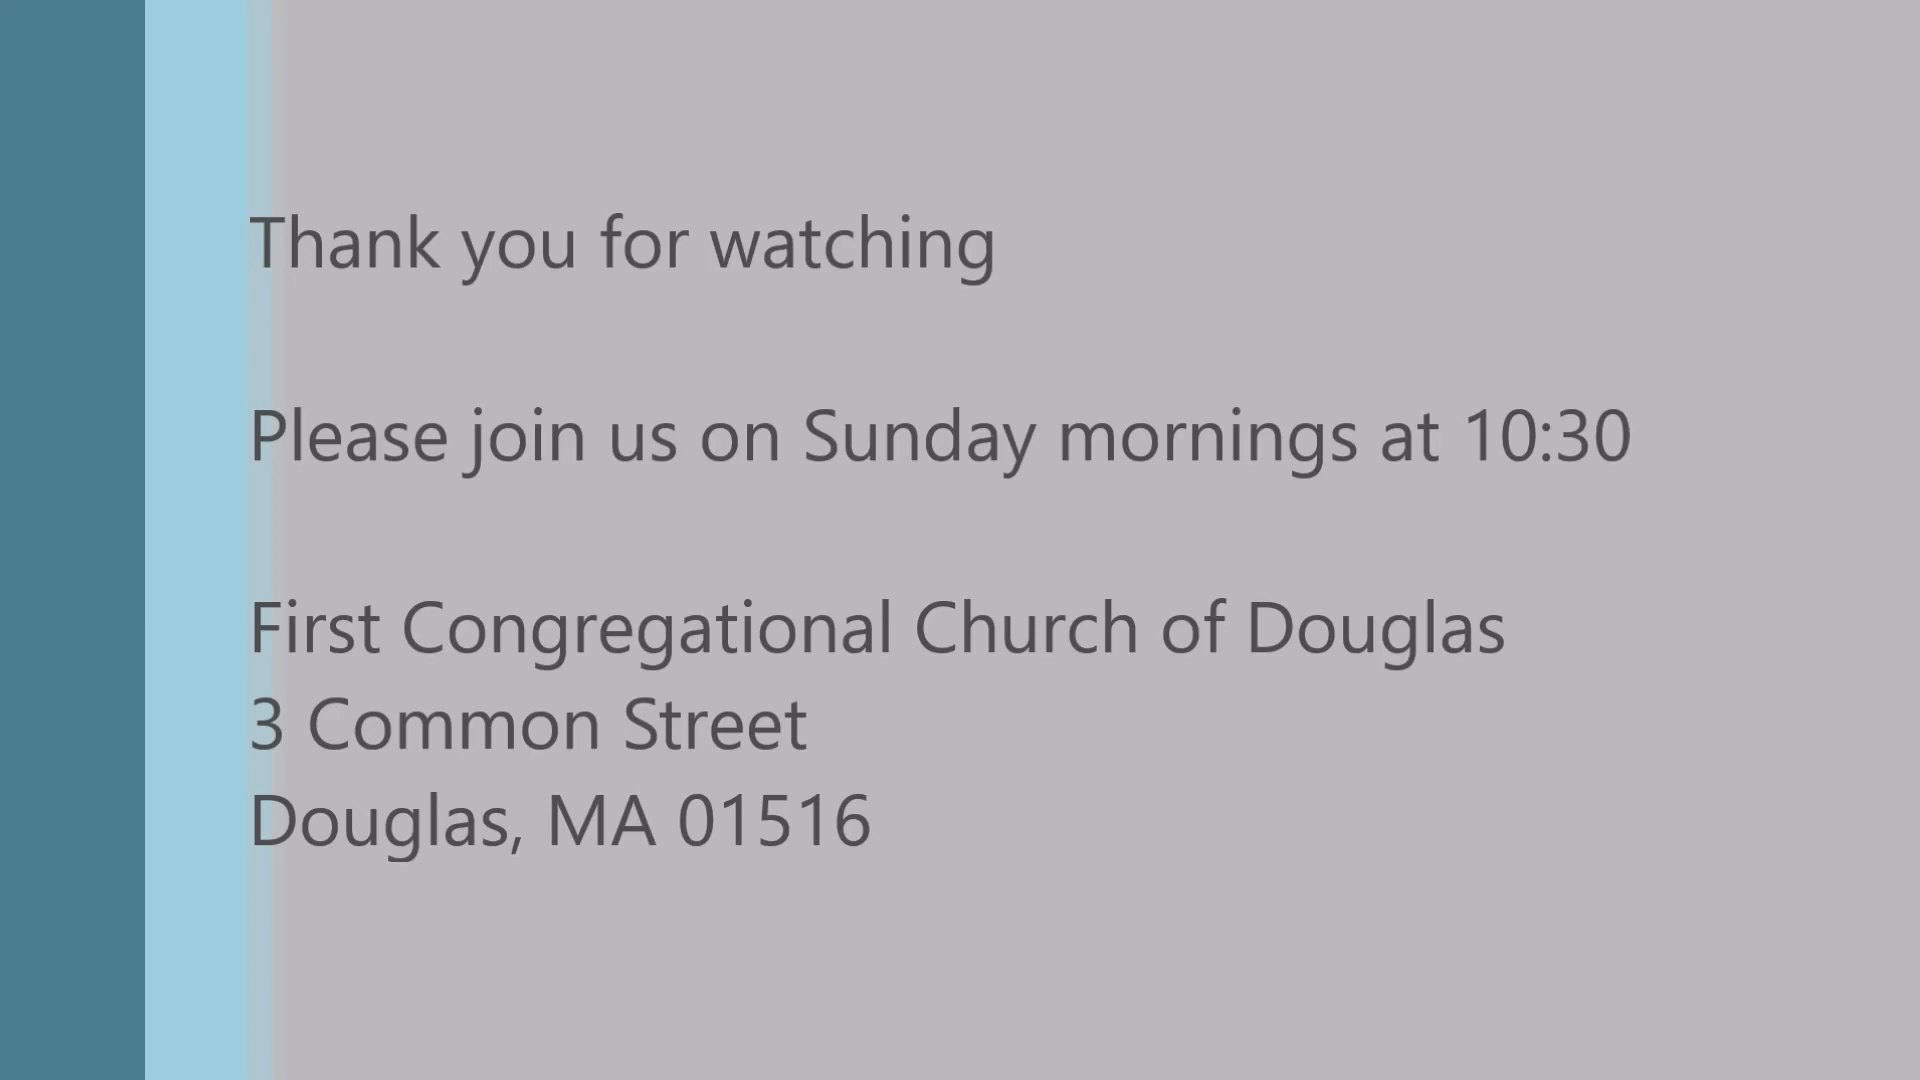 Thank you for watching
Please join us on Sunday mornings at 10:30
First Congregational Church of Douglas
3 Common Street
Douglas, MA 01516